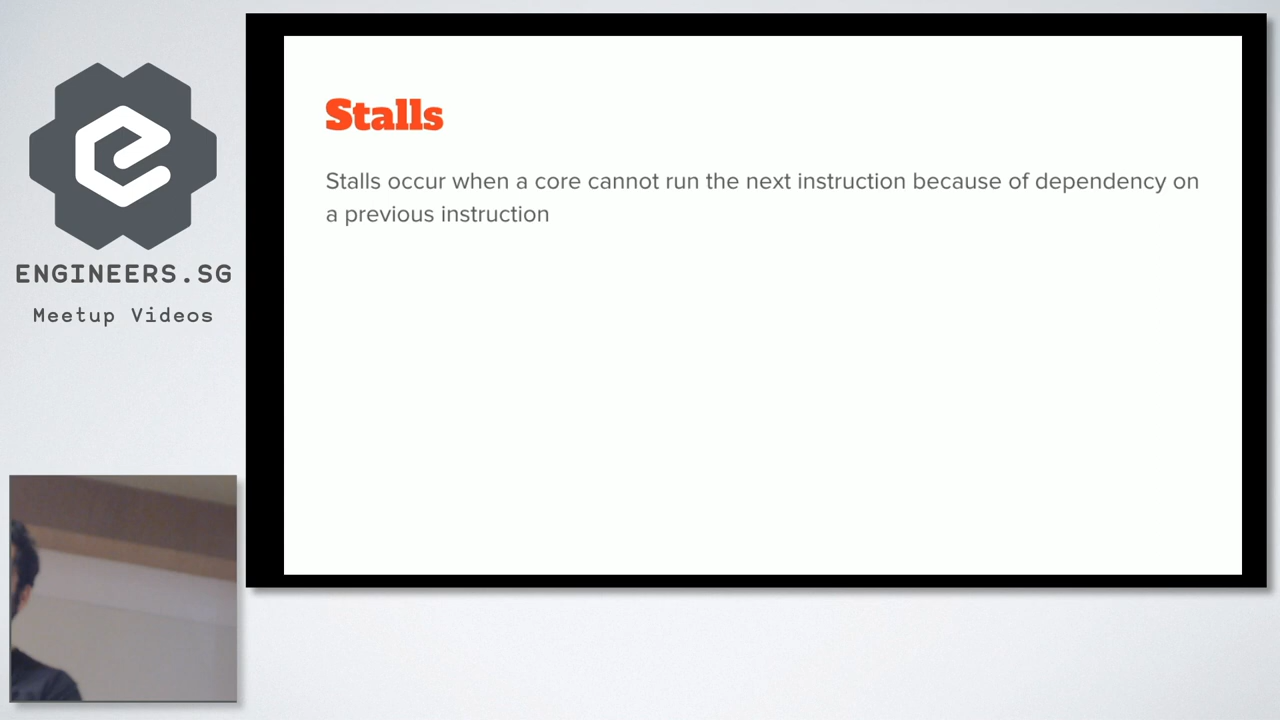 ENGINEERS.SG
Meetup Videos
Stalls
Stalls occur when a core cannot run the next instruction because of dependency on
a previous instruction